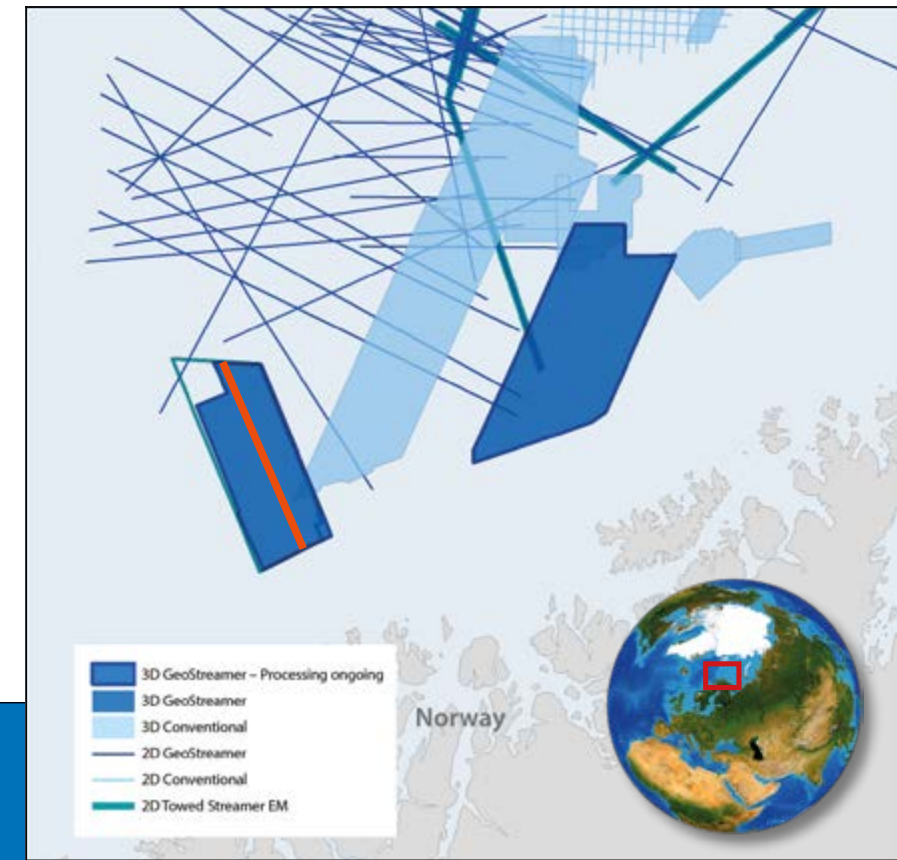 3D GeoStreamer – Processing ongoing
3D GeoStreamer
3D Conventional
2D GeoStreamer
2D Conventional
2D Towed Streamer EM
Norway